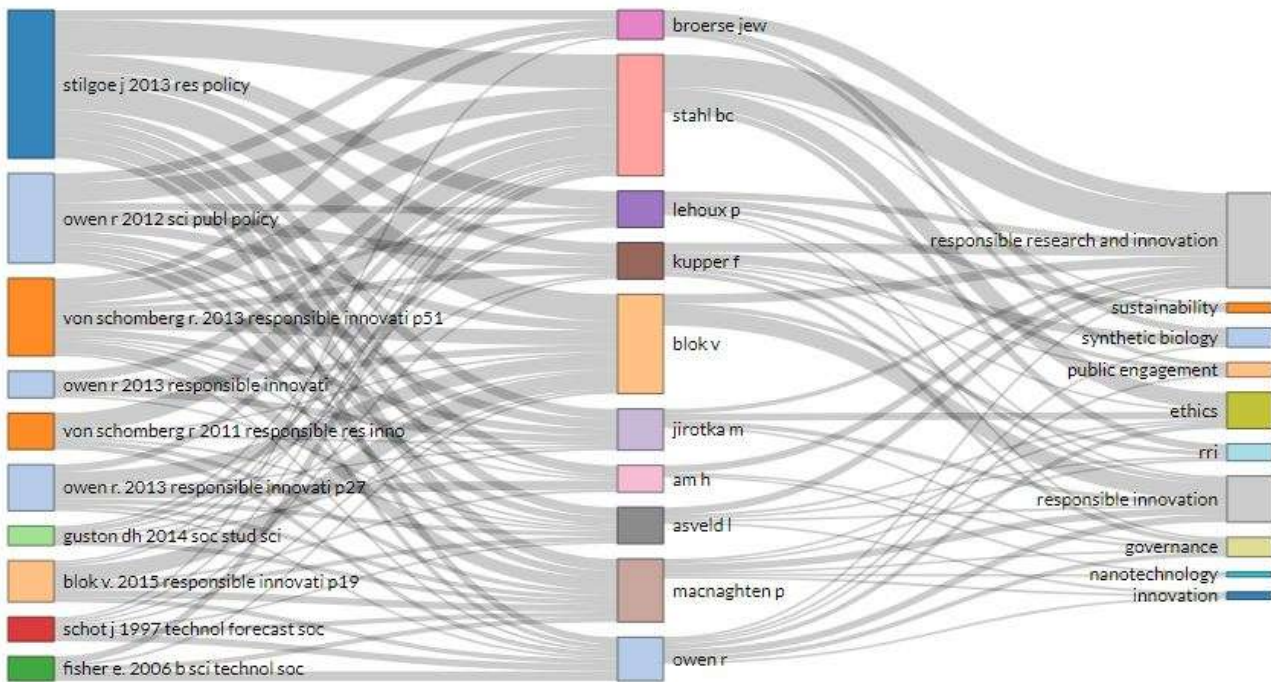 stilgoe j 2013 res policy
owen r 2012 sci publ policy
von schomberg r. 2013 responsible innovati p51
owen r 2013 responsible innovati
von schomberg r 2011 responsible res inno
owen r. 2013 responsible innovati p27
guston dh 2014 soc stud sci
blok v. 2015 responsible innovati p19
schot j 1997 technol forecast soc
fisher e. 2006 b sci technol soc
broerse jew
stahl bc
lehoux p
kupper f
blok v
jirotka m
am h
asveld l
macnaghten p
owen r
responsible research and innovation
sustainability
synthetic biology
public engagement
ethics
rri
responsible innovation
governance
nanotechnology
innovation